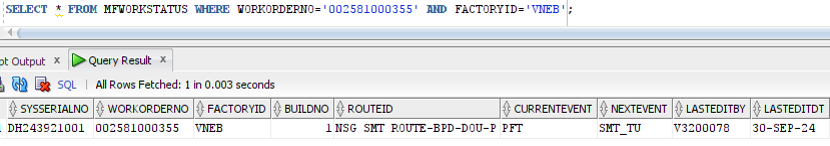 SELECT * FROM MFWORKSTATUS WHERE WORKORDERNO='002581000355' AND FACTORYID='VNEB';
pt Output x Query Result x
SQL | All Rows Fetched: 1 in 0.003 seconds
SYSSERIALNO WORKORDERNO FACTORYID BUILDNO ROUTEID CURRENTEVENT NEXTEVENT LASTEDITBY LASTEDITDT
1 DH243921001 002581000355 VNEB 1 NSG SMT ROUTE-BPD-DOU-P PFT SMT_TU V3200078 30-SEP-24